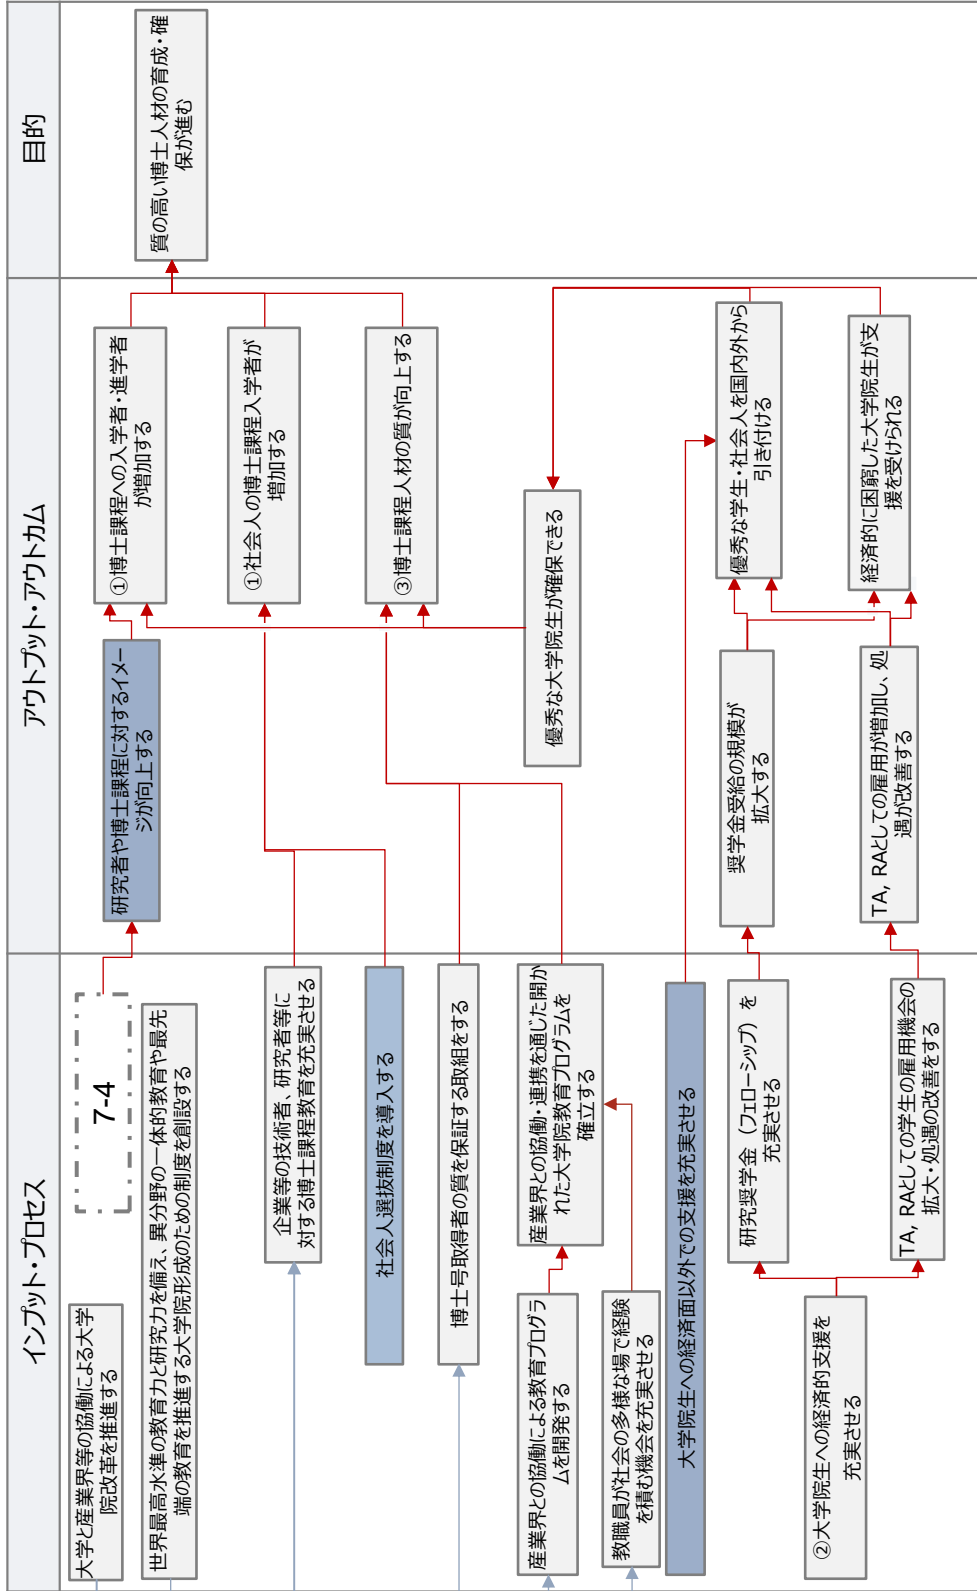 インプット・プロセス
アウトプット・アウトカム
目的
大学と産業界等の協働による大学
院改革を推進する
世界最高水準の教育力と研究力を備え、異分野の一体的教育や最先
端の教育を推進する大学院形成のための制度を創設する
7-4
企業等の技術者、研究者等に
対する博士課程教育を充実させる
社会人選抜制度を導入する
博士号取得者の質を保証する取組をする
産業界との協働による教育プログラ
ムを開発する
産業界との協働・連携を通じた開か
れた大学院教育プログラムを
確立する
教職員が社会の多様な場で経験
を積む機会を充実させる
大学院生への経済面以外での支援を充実させる
②大学院生への経済的支援を
充実させる
研究奨学金（フェローシップ）を
充実させる
TA, RAとしての学生の雇用機会の
拡大・処遇の改善をする
研究者や博士課程に対するイメー
ジが向上する
①博士課程への入学者・進学者
が増加する
①社会人の博士課程入学者が
増加する
③博士課程人材の質が向上する
優秀な大学院生が確保できる
奨学金受給の規模が
拡大する
TA, RAとしての雇用が増加し、処
遇が改善する
優秀な学生・社会人を国内外から
引き付ける
経済的に困窮した大学院生が支
援を受けられる
質の高い博士人材の育成・確
保が進む